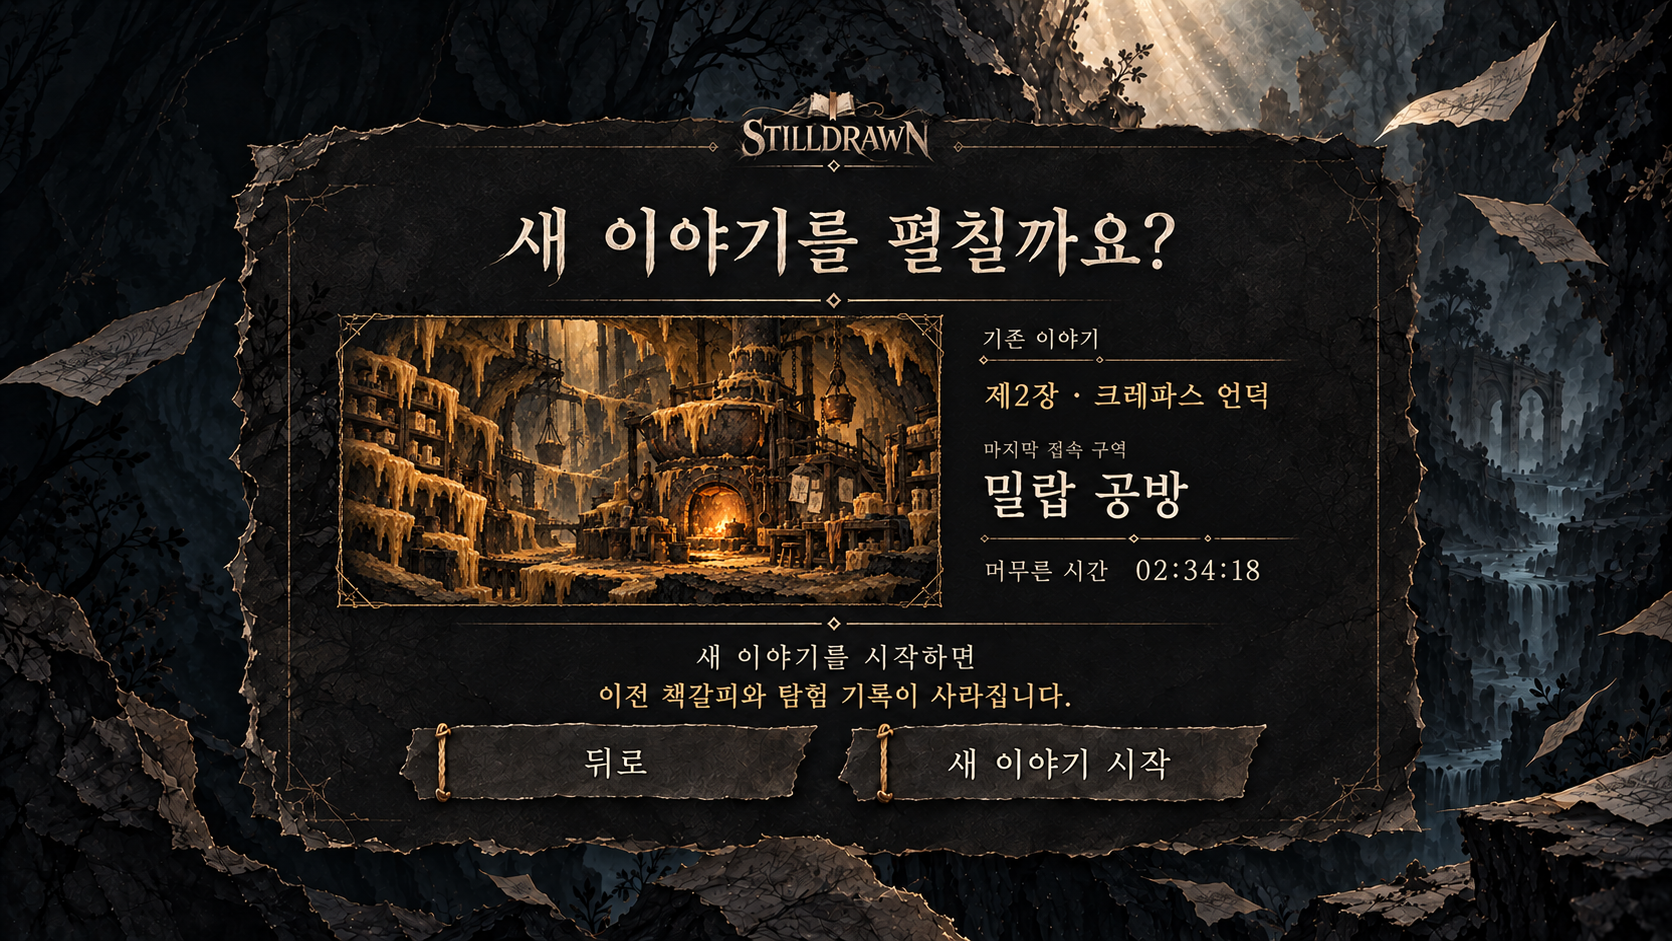 STILLDRAWN
새 이야기를 펼칠까요?
기존 이야기
제2장 · 크레파스 언덕
마지막 접속 구역
밀랍 공방
머무른 시간 02:34:18
새 이야기를 시작하면
이전 책갈피와 탐험 기록이 사라집니다.
뒤로
새 이야기 시작